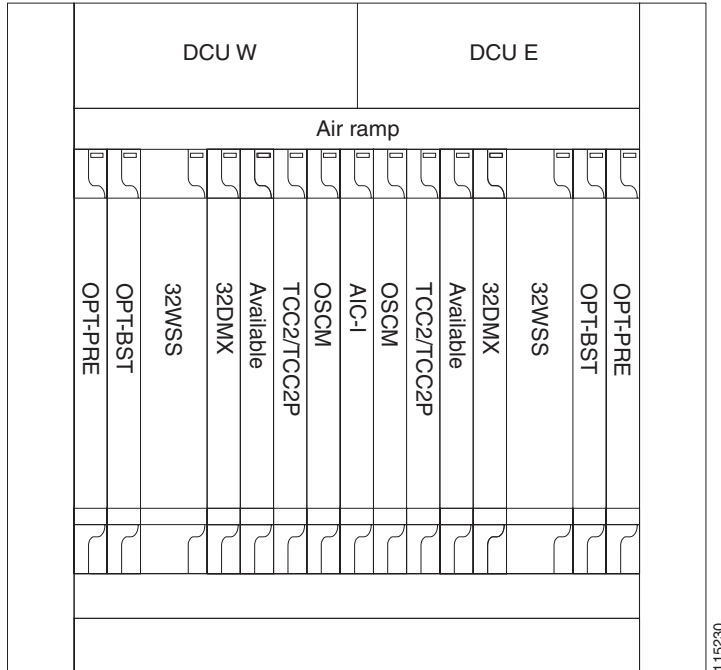 DCU W
DCU E
Air ramp
OPT-PRE
OPT-BST
32WSS
32DMX
Available
TCC2/TCC2P
OSCM
AIC-I
OSCM
TCC2/TCC2P
Available
32DMX
32WSS
OPT-BST
OPT-PRE
115230